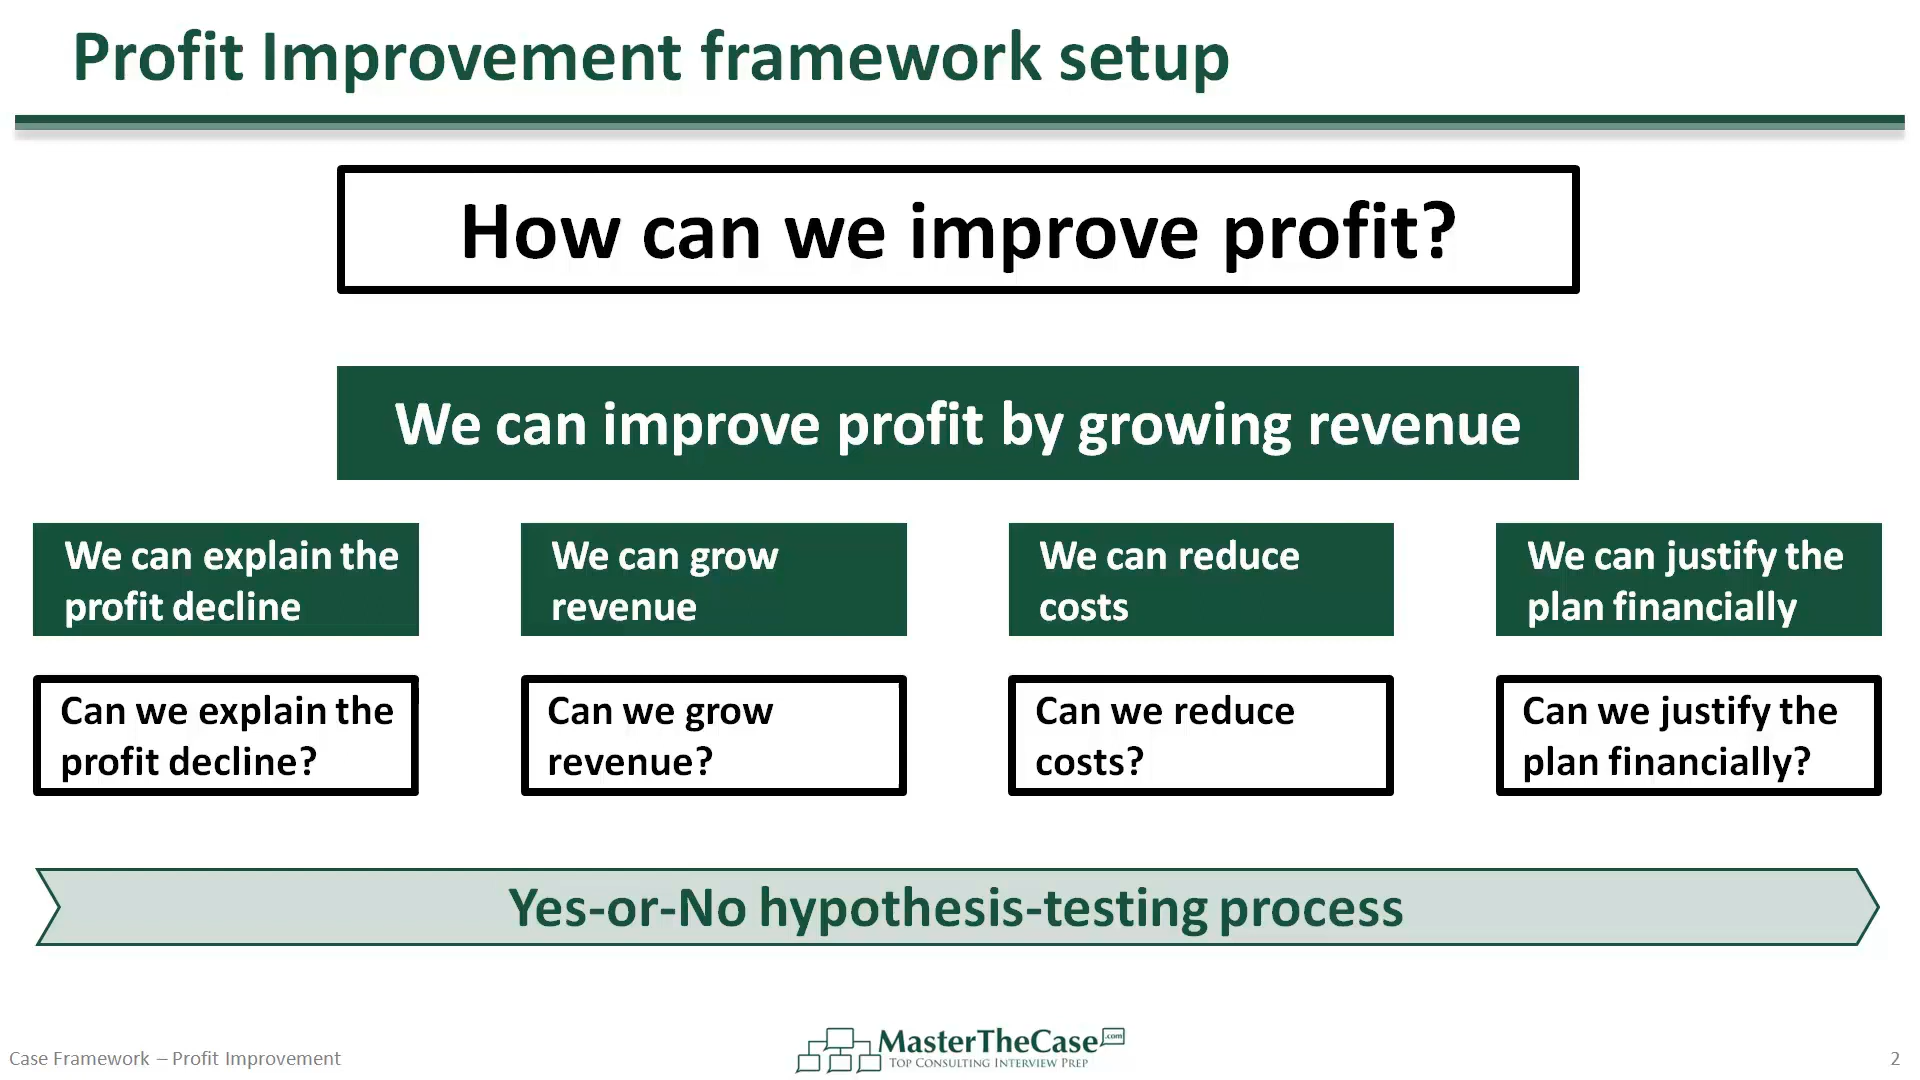 Profit Improvement framework setup
How can we improve profit?
We can improve profit by growing revenue
We can explain the
profit decline
We can grow
revenue
We can reduce
costs
We can justify the
plan financially
Can we explain the
profit decline?
Can we grow
revenue?
Can we reduce
costs?
Can we justify the
plan financially?
Yes-or-No hypothesis-testing process
MasterTheCase.com
Top Consulting Interview Prep
Case Framework – Profit Improvement
2